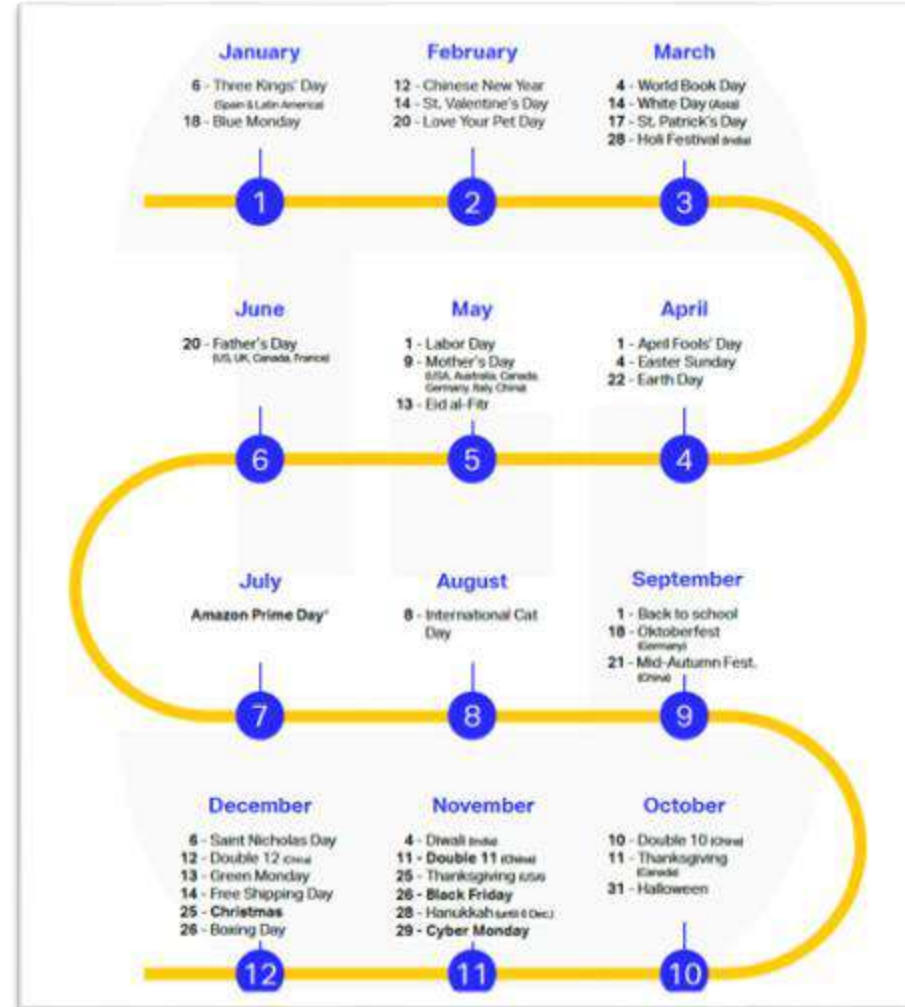 January
6 - Three Kings' Day
(Spain & Latin America)
18 - Blue Monday
1
February
12 - Chinese New Year
14 - St. Valentine's Day
20 - Love Your Pet Day
2
March
4 - World Book Day
14 - White Day (Asia)
17 - St. Patrick's Day
28 - Holi Festival (India)
3
April
1 - April Fools' Day
4 - Easter Sunday
22 - Earth Day
4
May
1 - Labor Day
9 - Mother's Day
(USA, Australia, Canada,
Germany, Italy, China)
13 - Eid al-Fitr
5
June
20 - Father's Day
(US, UK, Canada, France)
6
July
Amazon Prime Day*
7
August
8 - International Cat
Day
8
September
1 - Back to school
18 - Oktoberfest
(Germany)
21 - Mid-Autumn Fest.
(China)
9
October
10 - Double 10 (China)
11 - Thanksgiving
(Canada)
31 - Halloween
10
November
4 - Diwali (India)
11 - Double 11 (China)
25 - Thanksgiving (USA)
26 - Black Friday
28 - Hanukkah (until 6 Dec.)
29 - Cyber Monday
11
December
6 - Saint Nicholas Day
12 - Double 12 (China)
13 - Green Monday
14 - Free Shipping Day
25 - Christmas
26 - Boxing Day
12